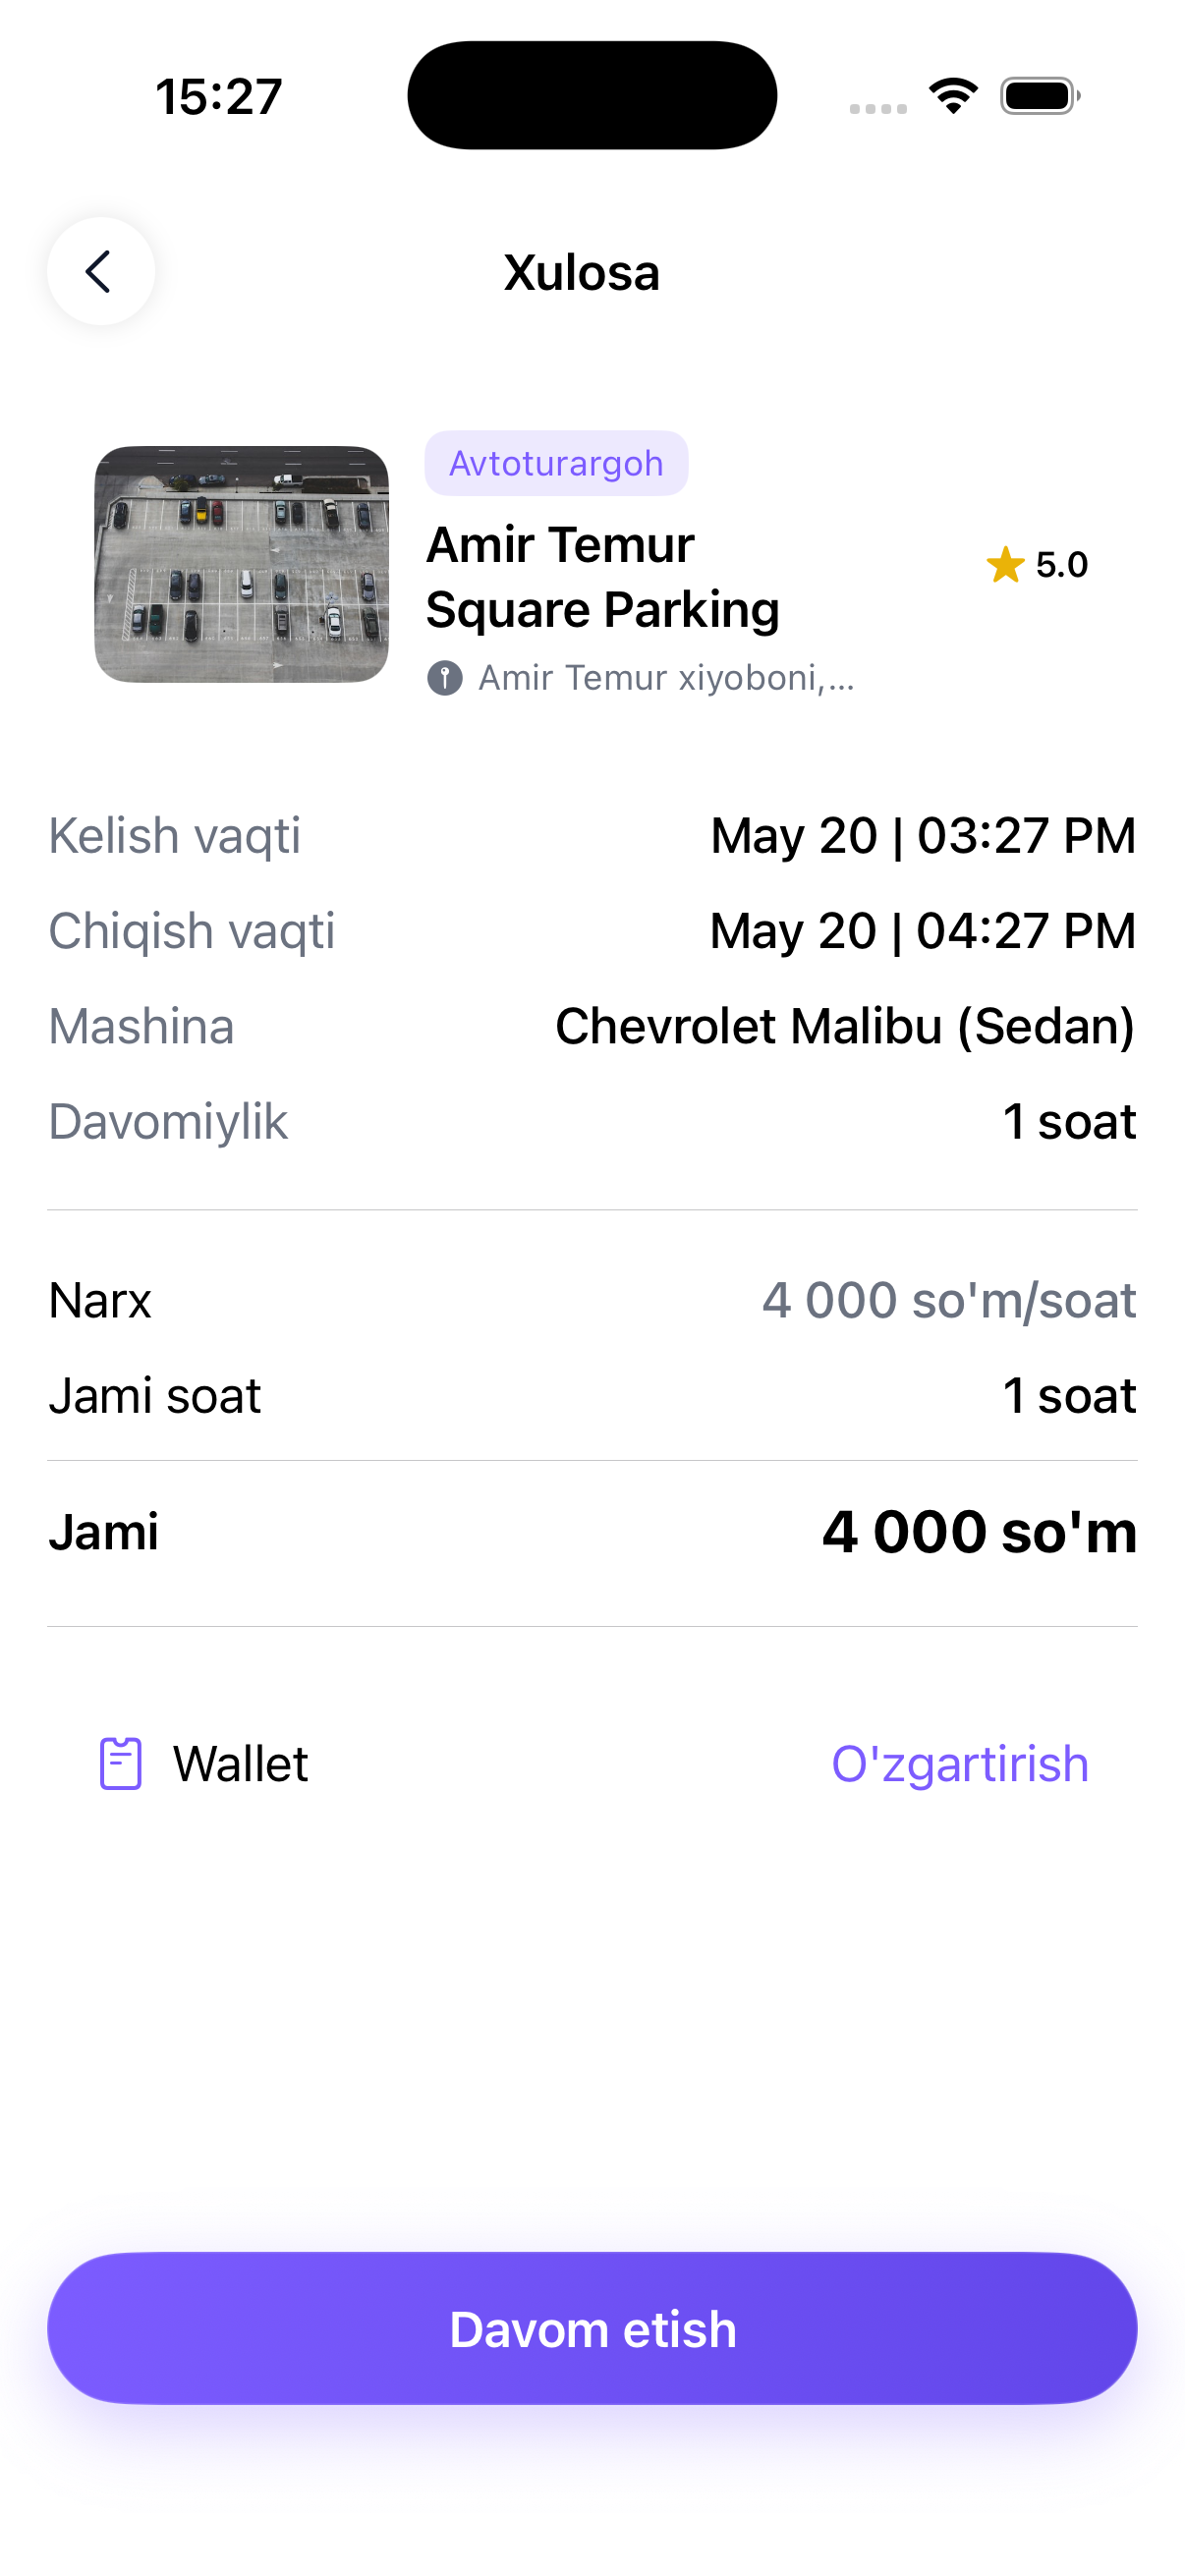 15:27
Xulosa
Avtoturargoh
Amir Temur
Square Parking
5.0
Amir Temur xiyoboni,...
Kelish vaqti May 20 | 03:27 PM
Chiqish vaqti May 20 | 04:27 PM
Mashina Chevrolet Malibu (Sedan)
Davomiylik 1 soat
Narx 4 000 so'm/soat
Jami soat 1 soat
Jami 4 000 so'm
Wallet O'zgartirish
Davom etish